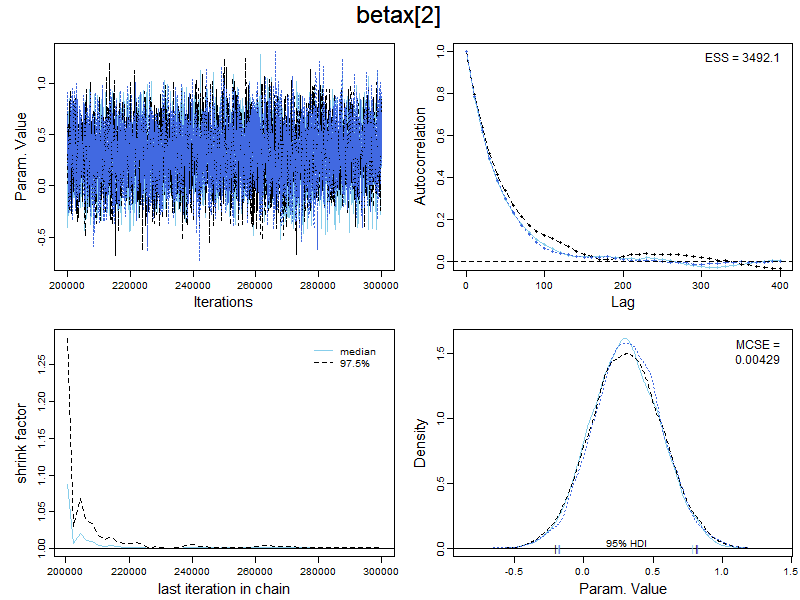 betax[2]
Param. Value
-0.5 0.0 0.5 1.0
200000 220000 240000 260000 280000 300000
Iterations
ESS = 3492.1
Autocorrelation
0.0 0.2 0.4 0.6 0.8 1.0
0 100 200 300 400
Lag
median
97.5%
shrink factor
1.00 1.05 1.10 1.15 1.20 1.25
200000 220000 240000 260000 280000 300000
last iteration in chain
MCSE =
0.00429
Density
0.0 0.5 1.0 1.5
95% HDI
-0.5 0.0 0.5 1.0 1.5
Param. Value